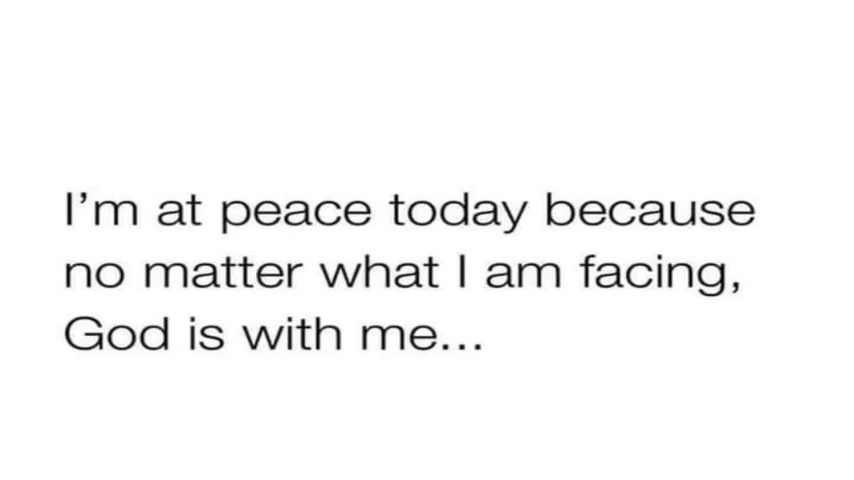 I’m at peace today because
no matter what I am facing,
God is with me...